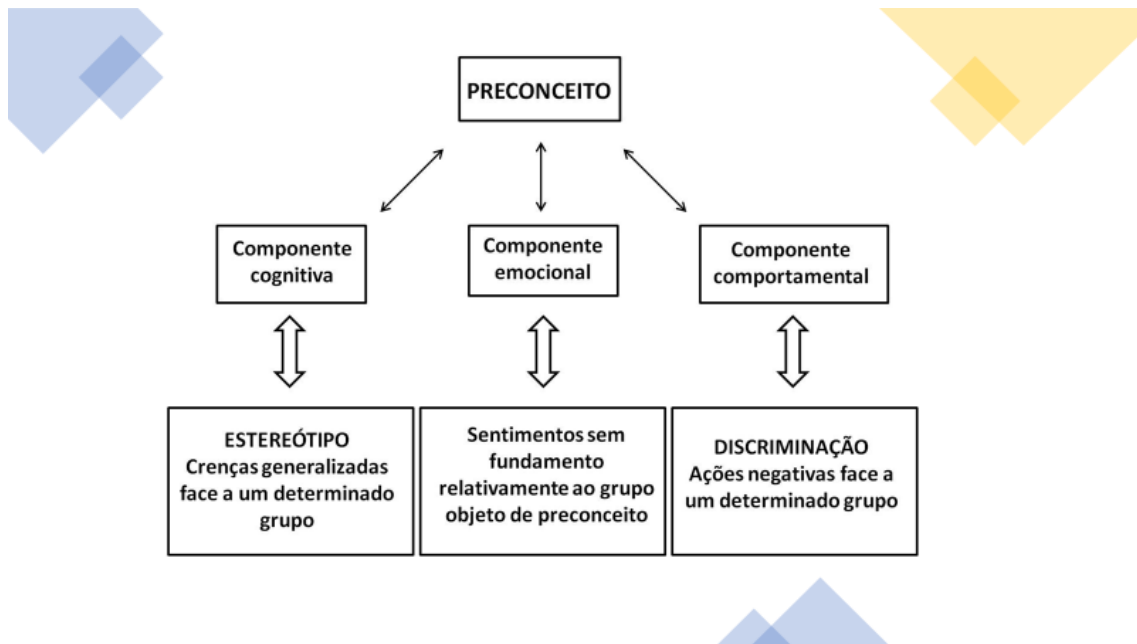 PRECONCEITO
Componente
cognitiva
Componente
emocional
Componente
comportamental
ESTEREÓTIPO
Crenças generalizadas
face a um determinado
grupo
Sentimentos sem
fundamento
relativamente ao grupo
objeto de preconceito
DISCRIMINAÇÃO
Ações negativas face a
um determinado grupo